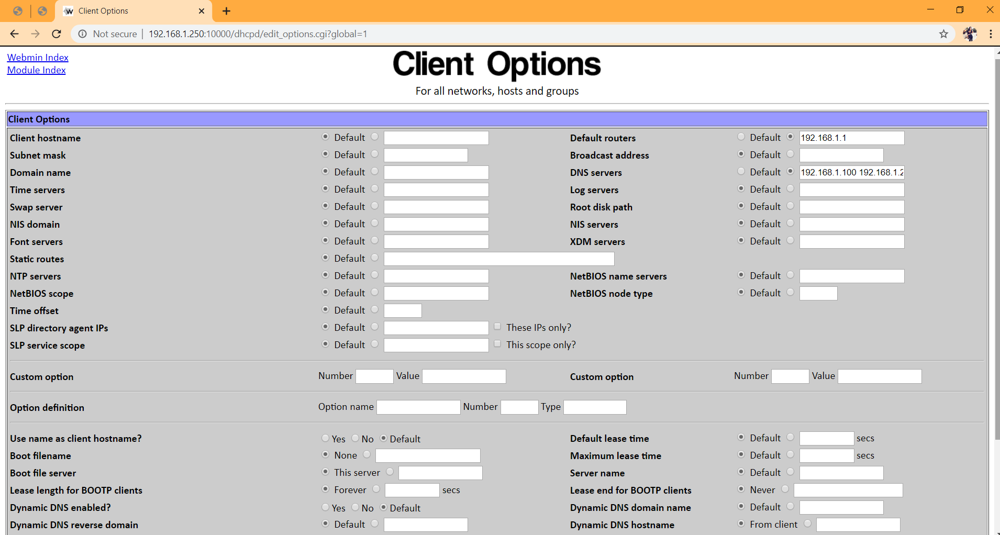 Client Options
Not secure | 192.168.1.250:10000/dhcpd/edit_options.cgi?global=1
Webmin Index
Module Index
Client Options
For all networks, hosts and groups
Client Options
Client hostname Default Default routers Default 192.168.1.1
Subnet mask Default Broadcast address Default
Domain name Default DNS servers Default 192.168.1.100 192.168.1.2
Time servers Default Log servers Default
Swap server Default Root disk path Default
NIS domain Default NIS servers Default
Font servers Default XDM servers Default
Static routes Default
NTP servers Default NetBIOS name servers Default
NetBIOS scope Default NetBIOS node type Default
Time offset Default
SLP directory agent IPs Default These IPs only?
SLP service scope Default This scope only?
Custom option Number Value Custom option Number Value
Option definition Option name Number Type
Use name as client hostname? Yes No Default Default lease time Default secs
Boot filename None Maximum lease time Default secs
Boot file server This server Server name Default
Lease length for BOOTP clients Forever secs Lease end for BOOTP clients Never
Dynamic DNS enabled? Yes No Default Dynamic DNS domain name Default
Dynamic DNS reverse domain Default Dynamic DNS hostname From client